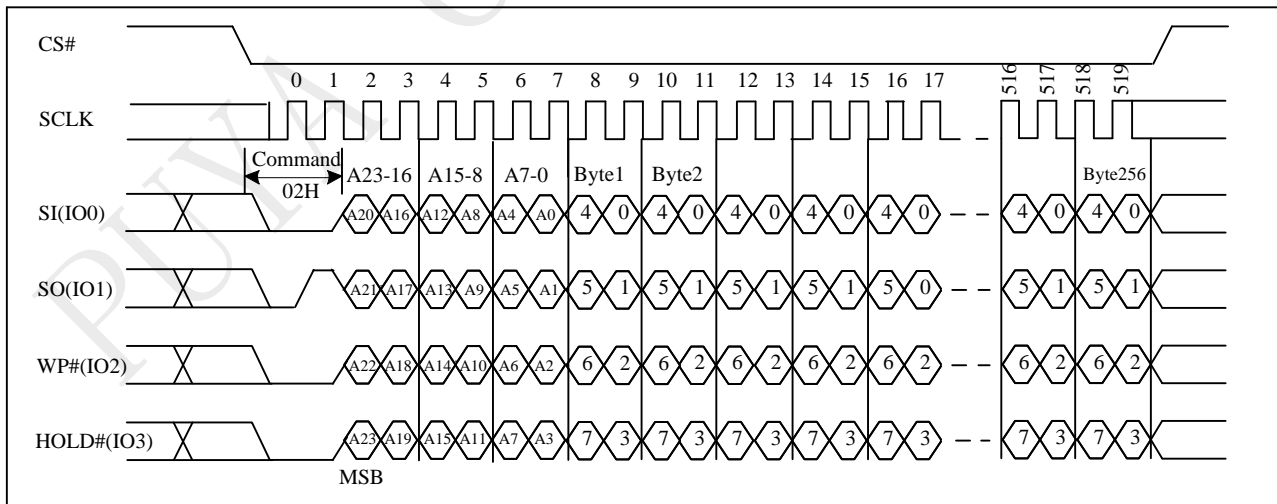 CS#
0 1 2 3 4 5 6 7 8 9 10 11 12 13 14 15 16 17 516 517 518 519
SCLK
Command
02H
A23-16 A15-8 A7-0 Byte1 Byte2 Byte256
SI(IO0) A20 A16 A12 A8 A4 A0 4 0 4 0 4 0 4 0 4 0 4 0 4 0
SO(IO1) A21 A17 A13 A9 A5 A1 5 1 5 1 5 1 5 1 5 0 5 1 5 1
WP#(IO2) A22 A18 A14 A10 A6 A2 6 2 6 2 6 2 6 2 6 2 6 2 6 2
HOLD#(IO3) A23 A19 A15 A11 A7 A3 7 3 7 3 7 3 7 3 7 3 7 3 7 3
MSB
PUYA